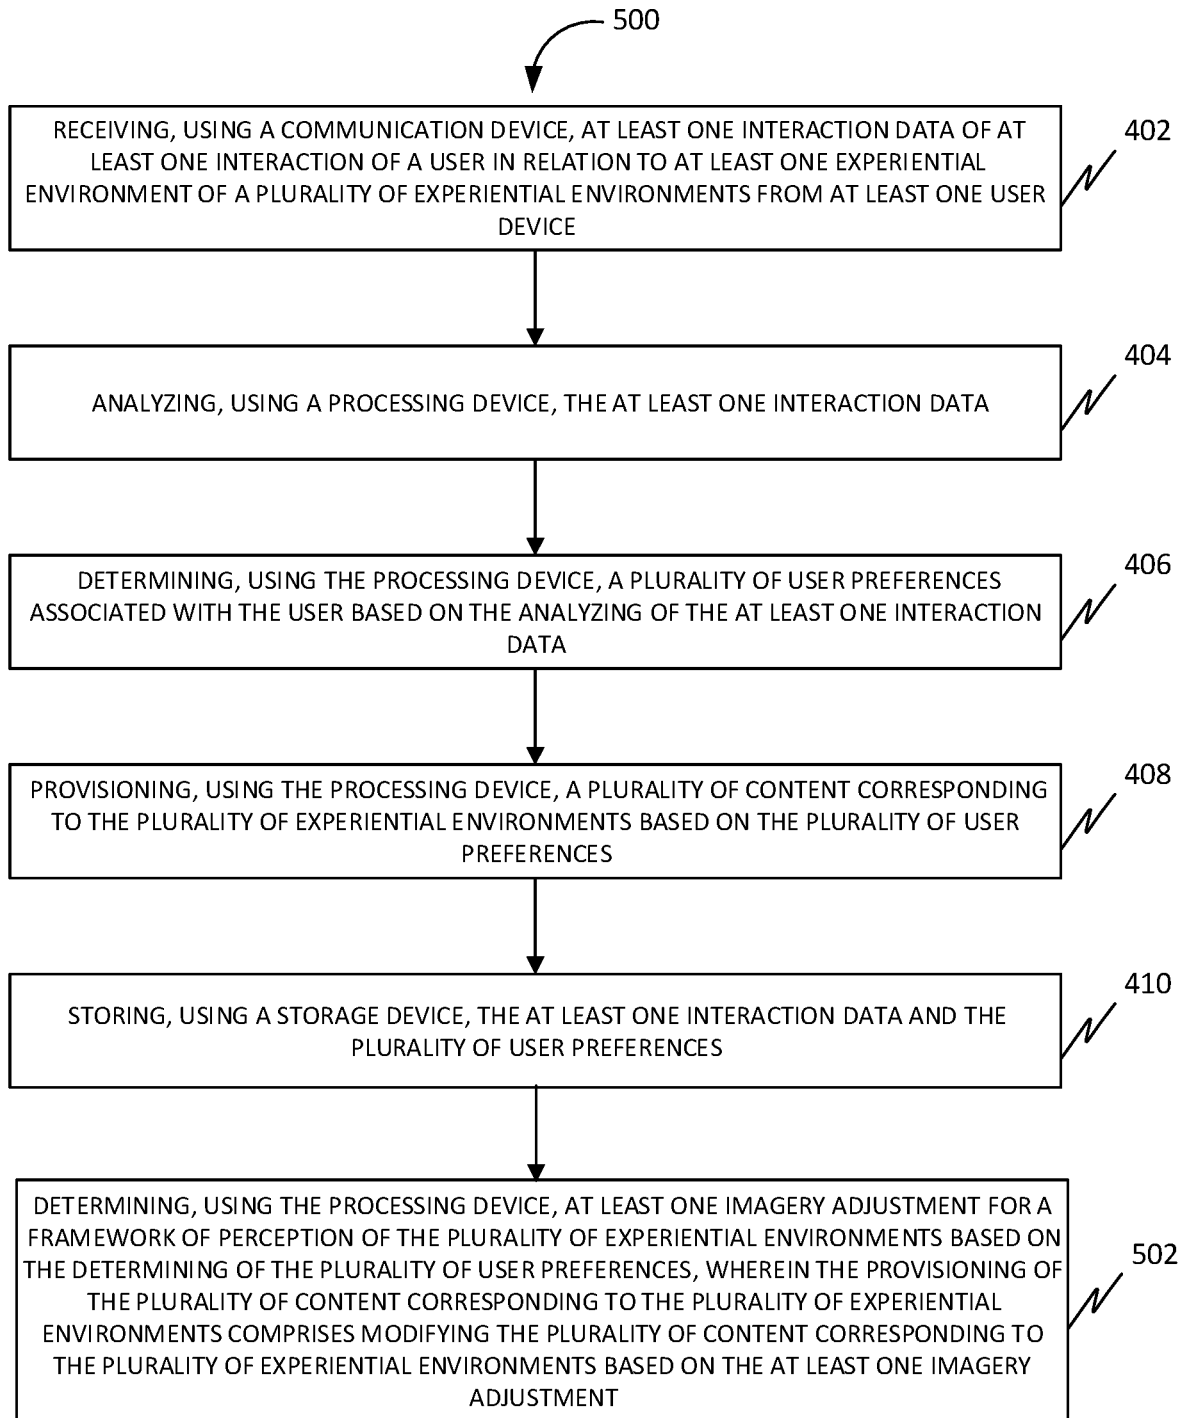 500
RECEIVING, USING A COMMUNICATION DEVICE, AT LEAST ONE INTERACTION DATA OF AT
LEAST ONE INTERACTION OF A USER IN RELATION TO AT LEAST ONE EXPERIENTIAL
ENVIRONMENT OF A PLURALITY OF EXPERIENTIAL ENVIRONMENTS FROM AT LEAST ONE USER
DEVICE
402
ANALYZING, USING A PROCESSING DEVICE, THE AT LEAST ONE INTERACTION DATA
404
DETERMINING, USING THE PROCESSING DEVICE, A PLURALITY OF USER PREFERENCES
ASSOCIATED WITH THE USER BASED ON THE ANALYZING OF THE AT LEAST ONE INTERACTION
DATA
406
PROVISIONING, USING THE PROCESSING DEVICE, A PLURALITY OF CONTENT CORRESPONDING
TO THE PLURALITY OF EXPERIENTIAL ENVIRONMENTS BASED ON THE PLURALITY OF USER
PREFERENCES
408
STORING, USING A STORAGE DEVICE, THE AT LEAST ONE INTERACTION DATA AND THE
PLURALITY OF USER PREFERENCES
410
DETERMINING, USING THE PROCESSING DEVICE, AT LEAST ONE IMAGERY ADJUSTMENT FOR A
FRAMEWORK OF PERCEPTION OF THE PLURALITY OF EXPERIENTIAL ENVIRONMENTS BASED ON
THE DETERMINING OF THE PLURALITY OF USER PREFERENCES, WHEREIN THE PROVISIONING OF
THE PLURALITY OF CONTENT CORRESPONDING TO THE PLURALITY OF EXPERIENTIAL
ENVIRONMENTS COMPRISES MODIFYING THE PLURALITY OF CONTENT CORRESPONDING TO
THE PLURALITY OF EXPERIENTIAL ENVIRONMENTS BASED ON THE AT LEAST ONE IMAGERY
ADJUSTMENT
502